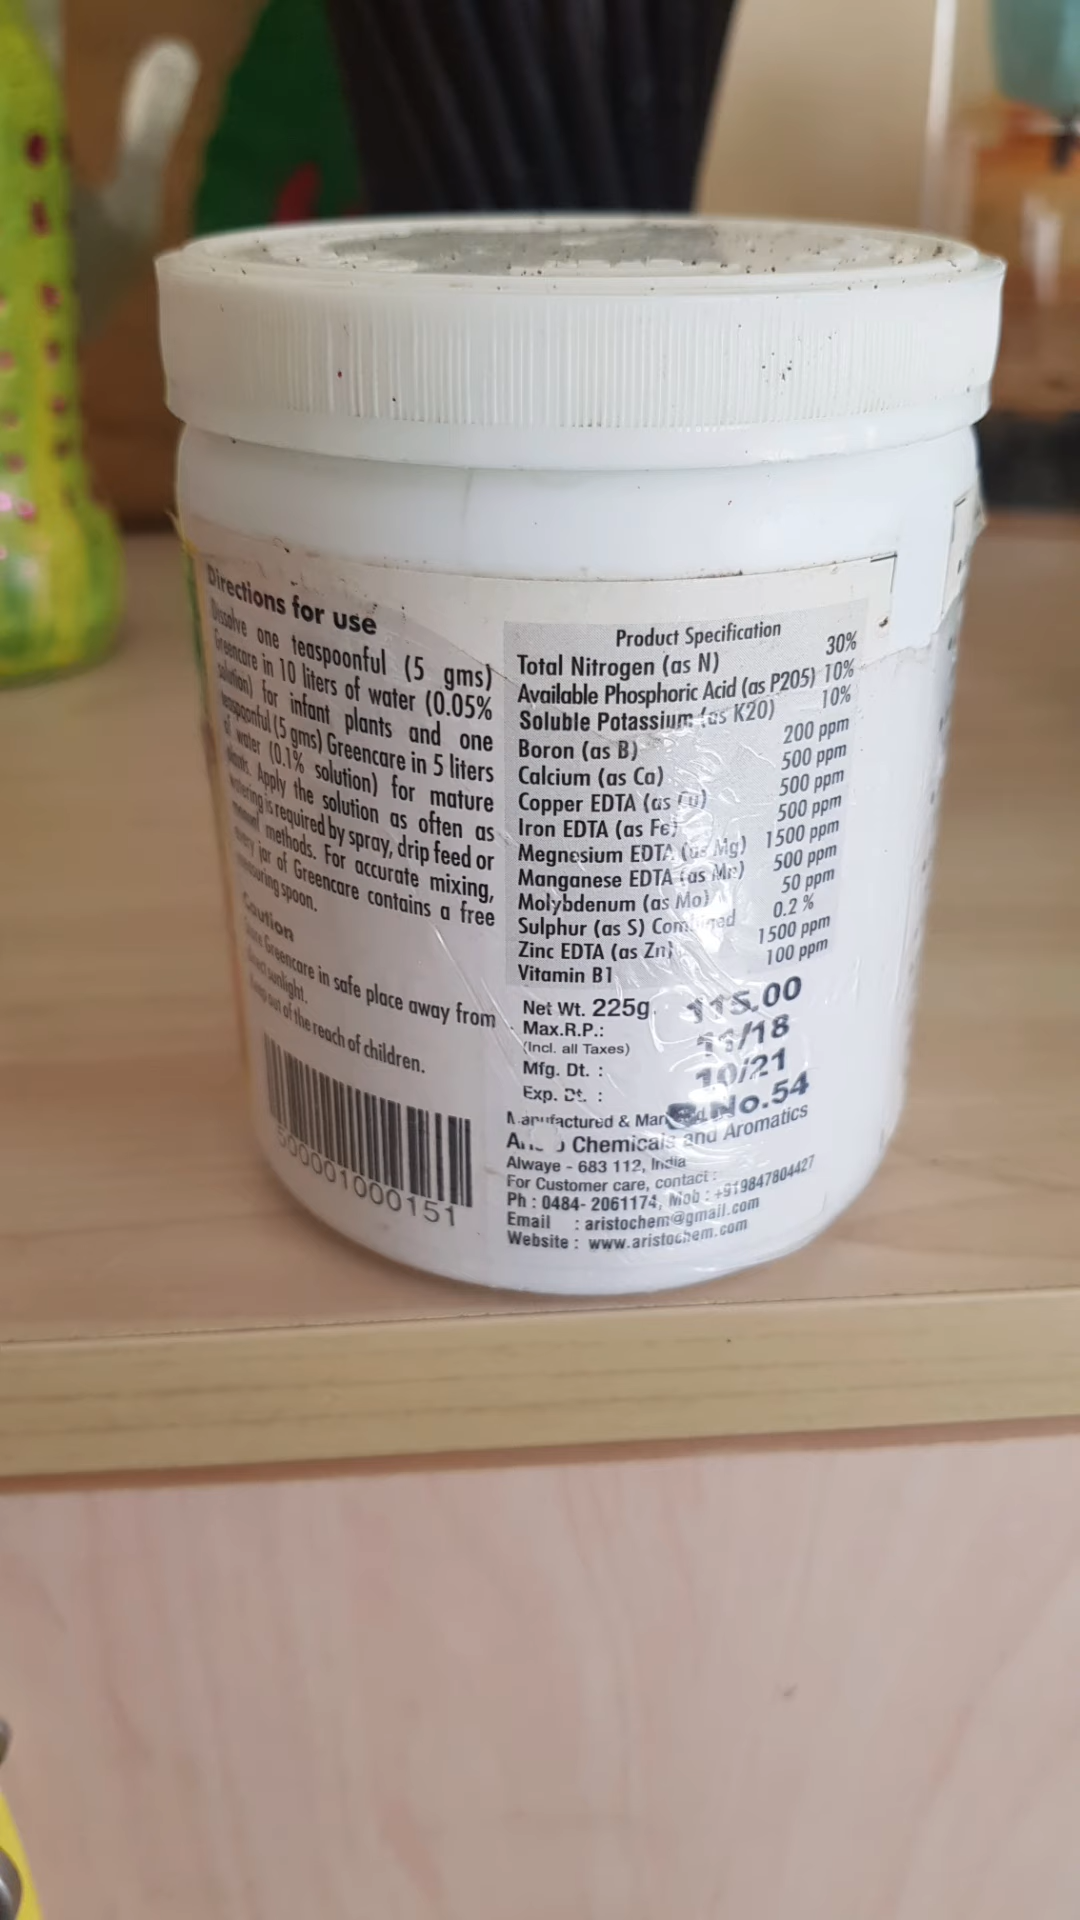 Directions for use
Dissolve one teaspoonful (5 gms)
Greencare in 10 liters of water (0.05%
solution) for infant plants and one
teaspoonful (5 gms) Greencare in 5 liters
of water (0.1% solution) for mature
plants. Apply the solution as often as
watering is required by spray, drip feed or
methods. For accurate mixing,
every jar of Greencare contains a free
measuring spoon.
Caution
Store Greencare in safe place away from
direct sunlight.
Keep out of the reach of children.
5000001000151
Product Specification
Total Nitrogen (as N) 30%
Available Phosphoric Acid (as P205) 10%
Soluble Potassium (as K20) 10%
Boron (as B) 200 ppm
Calcium (as Ca) 500 ppm
Copper EDTA (as Cu) 500 ppm
Iron EDTA (as Fe) 500 ppm
Megnesium EDTA (as Mg) 1500 ppm
Manganese EDTA (as Mn) 500 ppm
Molybdenum (as Mo) 50 ppm
Sulphur (as S) Combined 0.2 %
Zinc EDTA (as Zn) 1500 ppm
Vitamin B1 100 ppm
Net Wt. 225g.
Max.R.P.: 115.00
(Incl. all Taxes)
Mfg. Dt. : 11/18
Exp. Dt. : 10/21
No.54
Manufactured & Marketed
Chemicals and Aromatics
Alwaye - 683 112, India
For Customer care, contact :
Ph : 0484- 2061174, Mob : +919847804427
Email : aristochem@gmail.com
Website : www.aristochem.com